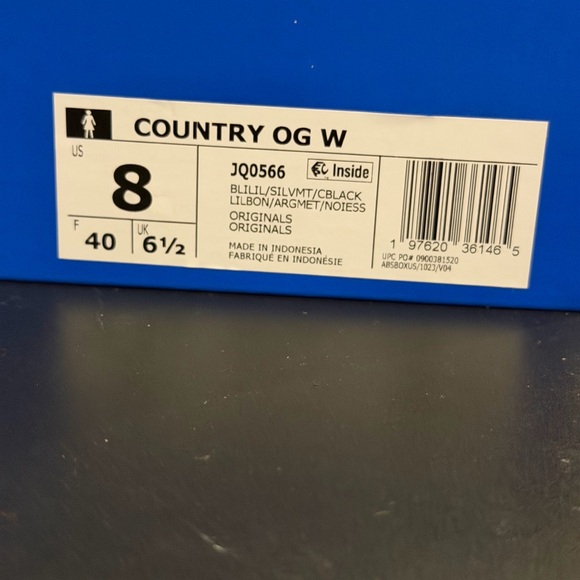 COUNTRY OG W
US
8
F
40
UK
6½
JQ0566
Inside
BLILIL/SILVMT/CBLACK
LILBON/ARGMET/NOIESS
ORIGINALS
ORIGINALS
MADE IN INDONESIA
FABRIQUÉ EN INDONÉSIE
1 97620 36146 5
UPC PO# 0900381520
ABSBOXUS/1023/V04